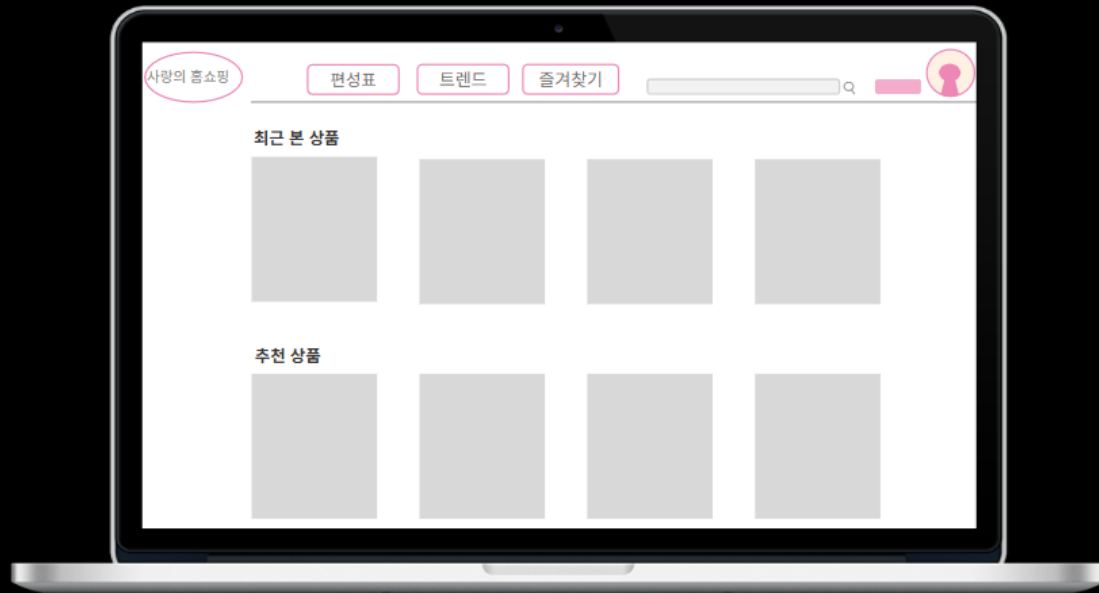 사랑의 홈쇼핑
편성표
트렌드
즐겨찾기
최근 본 상품
추천 상품